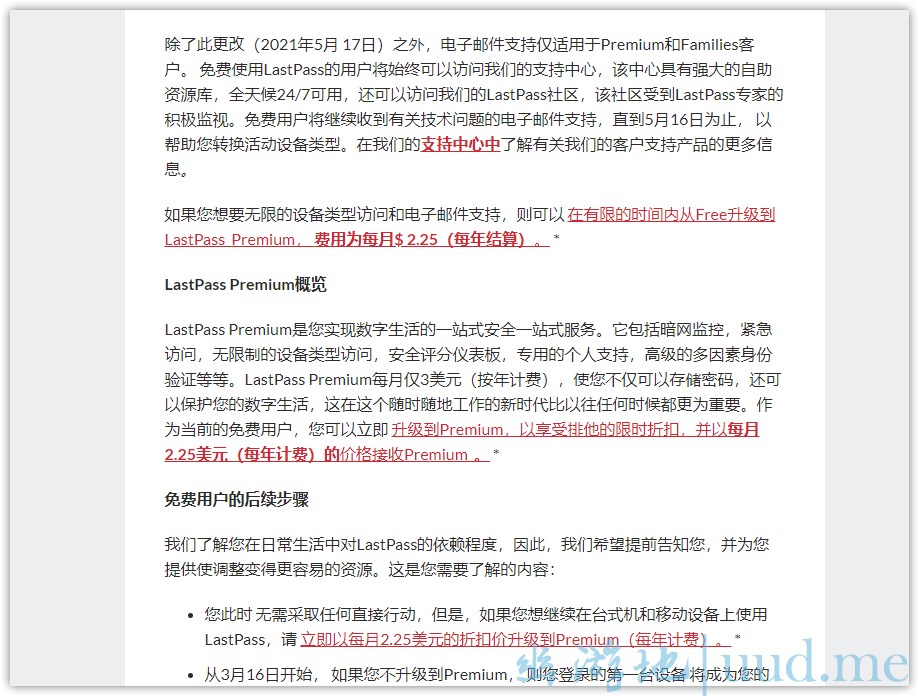 除了此更改（2021年5月 17日）之外，电子邮件支持仅适用于Premium和Families客
户。 免费使用LastPass的用户将始终可以访问我们的支持中心，该中心具有强大的自助
资源库，全天候24/7可用，还可以访问我们的LastPass社区，该社区受到LastPass专家的
积极监视。免费用户将继续收到有关技术问题的电子邮件支持，直到5月16日为止， 以
帮助您转换活动设备类型。在我们的支持中心中了解有关我们的客户支持产品的更多信
息。
如果您想要无限的设备类型访问和电子邮件支持，则可以 在有限的时间内从Free升级到
LastPass Premium， 费用为每月$ 2.25（每年结算）。 *
LastPass Premium概览
LastPass Premium是您实现数字生活的一站式安全一站式服务。它包括暗网监控，紧急
访问，无限制的设备类型访问，安全评分仪表板，专用的个人支持，高级的多因素身份
验证等等。LastPass Premium每月仅3美元（按年计费），使您不仅可以存储密码，还可
以保护您的数字生活，这在这个随时随地工作的新时代比以往任何时候都更为重要。作
为当前的免费用户，您可以立即 升级到Premium，以享受排他的限时折扣，并以每月
2.25美元（每年计费）的价格接收Premium 。 *
免费用户的后续步骤
我们了解您在日常生活中对LastPass的依赖程度，因此，我们希望提前告知您，并为您
提供使调整变得更容易的资源。这是您需要了解的内容：
• 您此时 无需采取任何直接行动，但是，如果您想继续在台式机和移动设备上使用
LastPass，请 立即以每月2.25美元的折扣价升级到Premium（每年计费）。 *
• 从3月16日开始， 如果您不升级到Premium，则您登录的第一台设备 将成为您的
悠游地|uud.me